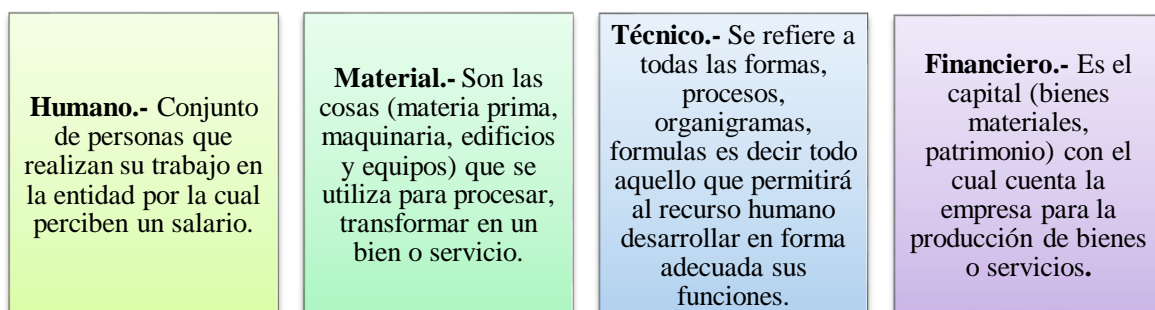 Humano.- Conjunto
de personas que
realizan su trabajo en
la entidad por la cual
perciben un salario.
Material.- Son las
cosas (materia prima,
maquinaria, edificios
y equipos) que se
utiliza para procesar,
transformar en un
bien o servicio.
Técnico.- Se refiere a
todas las formas,
procesos,
organigramas,
formulas es decir todo
aquello que permitirá
al recurso humano
desarrollar en forma
adecuada sus
funciones.
Financiero.- Es el
capital (bienes
materiales,
patrimonio) con el
cual cuenta la
empresa para la
producción de bienes
o servicios.